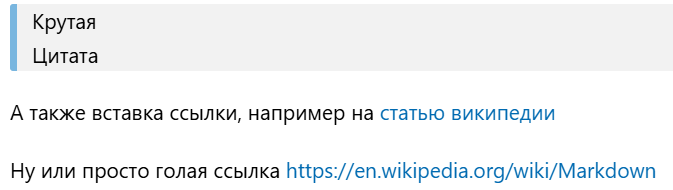 Крутая
Цитата
А также вставка ссылки, например на статью википедии
Ну или просто голая ссылка https://en.wikipedia.org/wiki/Markdown